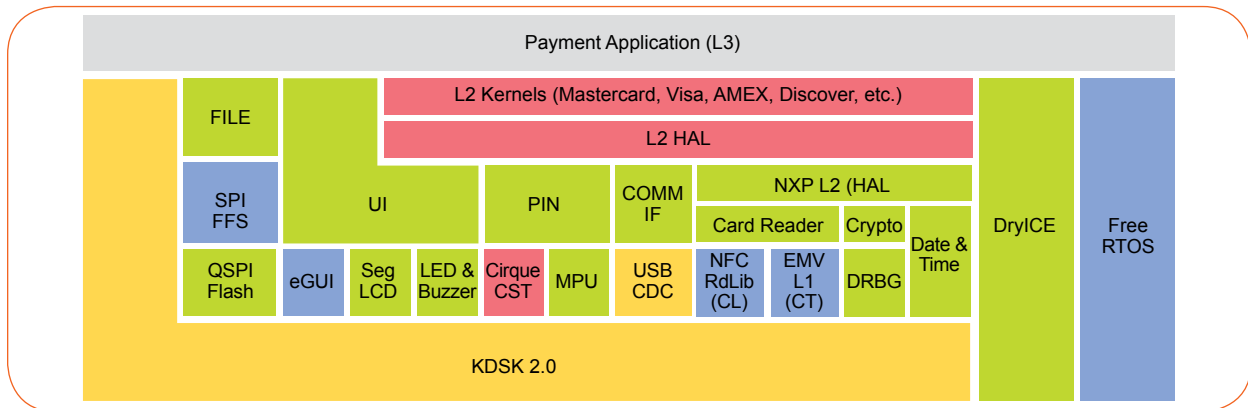 Payment Application (L3)
L2 Kernels (Mastercard, Visa, AMEX, Discover, etc.)
FILE
L2 HAL
SPI
FFS
UI
PIN
COMM
IF
NXP L2 (HAL
Card Reader
Crypto
Date &
Time
DryICE
Free
RTOS
QSPI
Flash
eGUI
Seg
LCD
LED &
Buzzer
Cirque
CST
MPU
USB
CDC
NFC
RdLib
(CL)
EMV
L1
(CT)
DRBG
KDSK 2.0